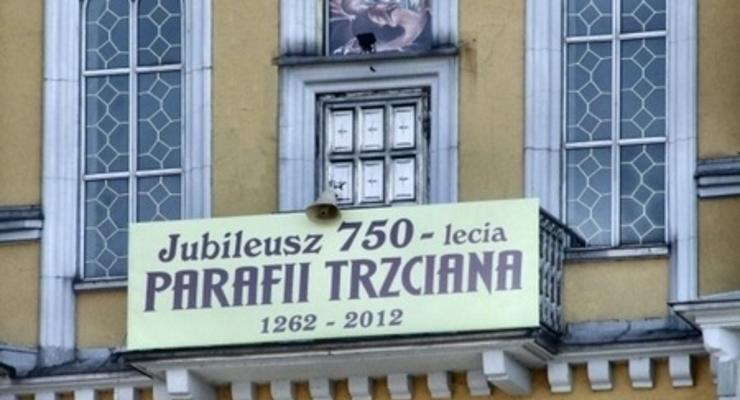 Jubileusz 750 - lecia
PARAFII TRZCIANA
1262 - 2012